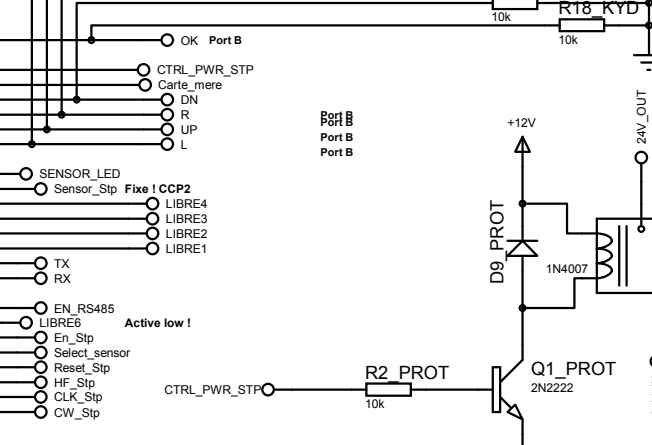 R18_KYD
10k
10k
OK Port B
CTRL_PWR_STP
Carte_mere
DN
R
UP
L
Port B
Port B
Port B
Port B
+12V
24V_OUT
SENSOR_LED
Sensor_Stp Fixe ! CCP2
LIBRE4
LIBRE3
LIBRE2
LIBRE1
D9_PROT
1N4007
TX
RX
EN_RS485
LIBRE6 Active low !
En_Stp
Select_sensor
Reset_Stp
HF_Stp
CLK_Stp
CW_Stp
CTRL_PWR_STP
R2_PROT
10k
Q1_PROT
2N2222